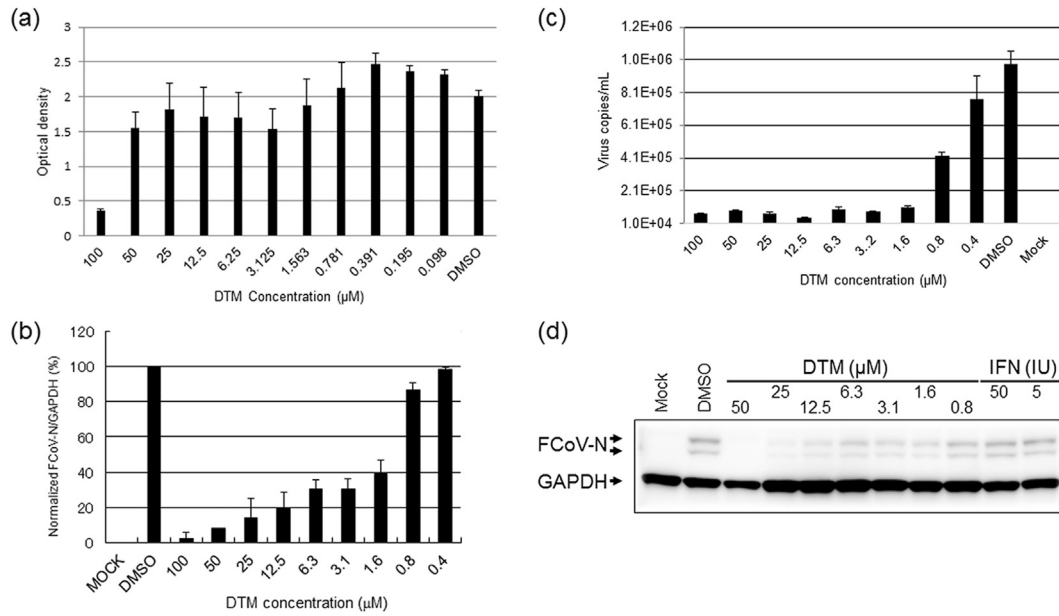 (a)
3
2.5
2
1.5
1
0.5
0
Optical density
100 50 25 12.5 6.25 3.125 1.563 0.781 0.391 0.195 0.098 DMSO
DTM Concentration (µM)
(b)
120
100
80
60
40
20
0
Normalized FCoV-N/GAPDH (%)
MOCK DMSO 100 50 25 12.5 6.3 3.1 1.6 0.8 0.4
DTM concentration (µM)
(c)
1.2E+06
1.0E+06
8.1E+05
6.1E+05
4.1E+05
2.1E+05
1.0E+04
Virus copies/mL
100 50 25 12.5 6.3 3..2 1.6 0.8 0.4 DMSO Mock
DTM concentration (µM)
(d)
DTM (µM) IFN (IU)
Mock DMSO 25 6.3 1.6 50 5
50 12.5 3.1 0.8
FCoV-N
GAPDH